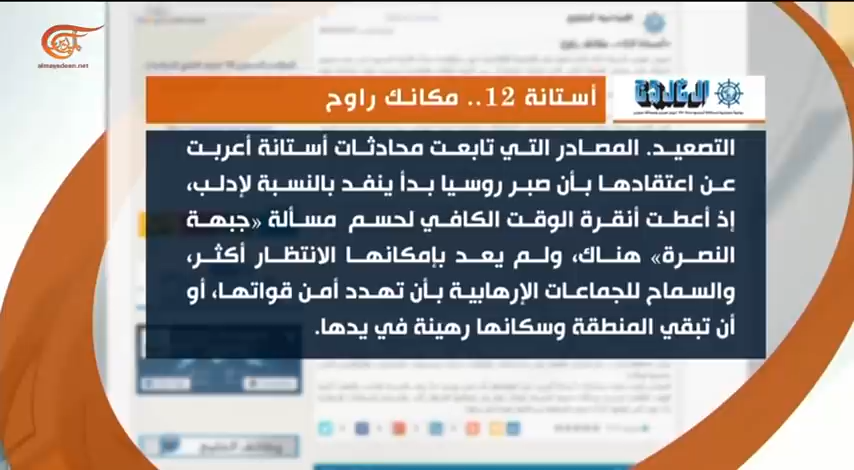 الميادين
almayadeen.net
أستانة 12.. مكانك راوح
الخليج
التصعيد. المصادر التي تابعت محادثات أستانة أعربت
عن اعتقادها بأن صبر روسيا بدأ ينفد بالنسبة لإدلب،
إذ أعطت أنقرة الوقت الكافي لحسم مسألة «جبهة
النصرة» هناك، ولم يعد بإمكانها الانتظار أكثر،
والسماح للجماعات الإرهابية بأن تهدد أمن قواتها، أو
أن تبقي المنطقة وسكانها رهينة في يدها.